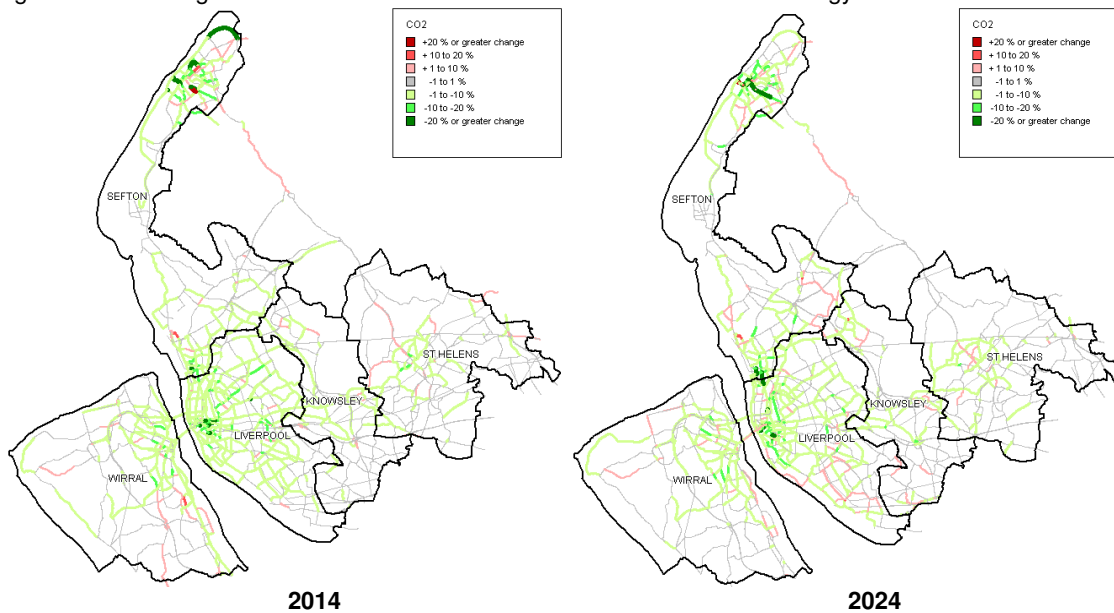 CO2
+20 % or greater change
+ 10 to 20 %
+ 1 to 10 %
-1 to 1 %
-1 to -10 %
-10 to -20 %
-20 % or greater change
SEFTON
ST HELENS
KNOWSLEY
LIVERPOOL
WIRRAL
2014
CO2
+20 % or greater change
+ 10 to 20 %
+ 1 to 10 %
-1 to 1 %
-1 to -10 %
-10 to -20 %
-20 % or greater change
SEFTON
ST HELENS
KNOWSLEY
LIVERPOOL
WIRRAL
2024